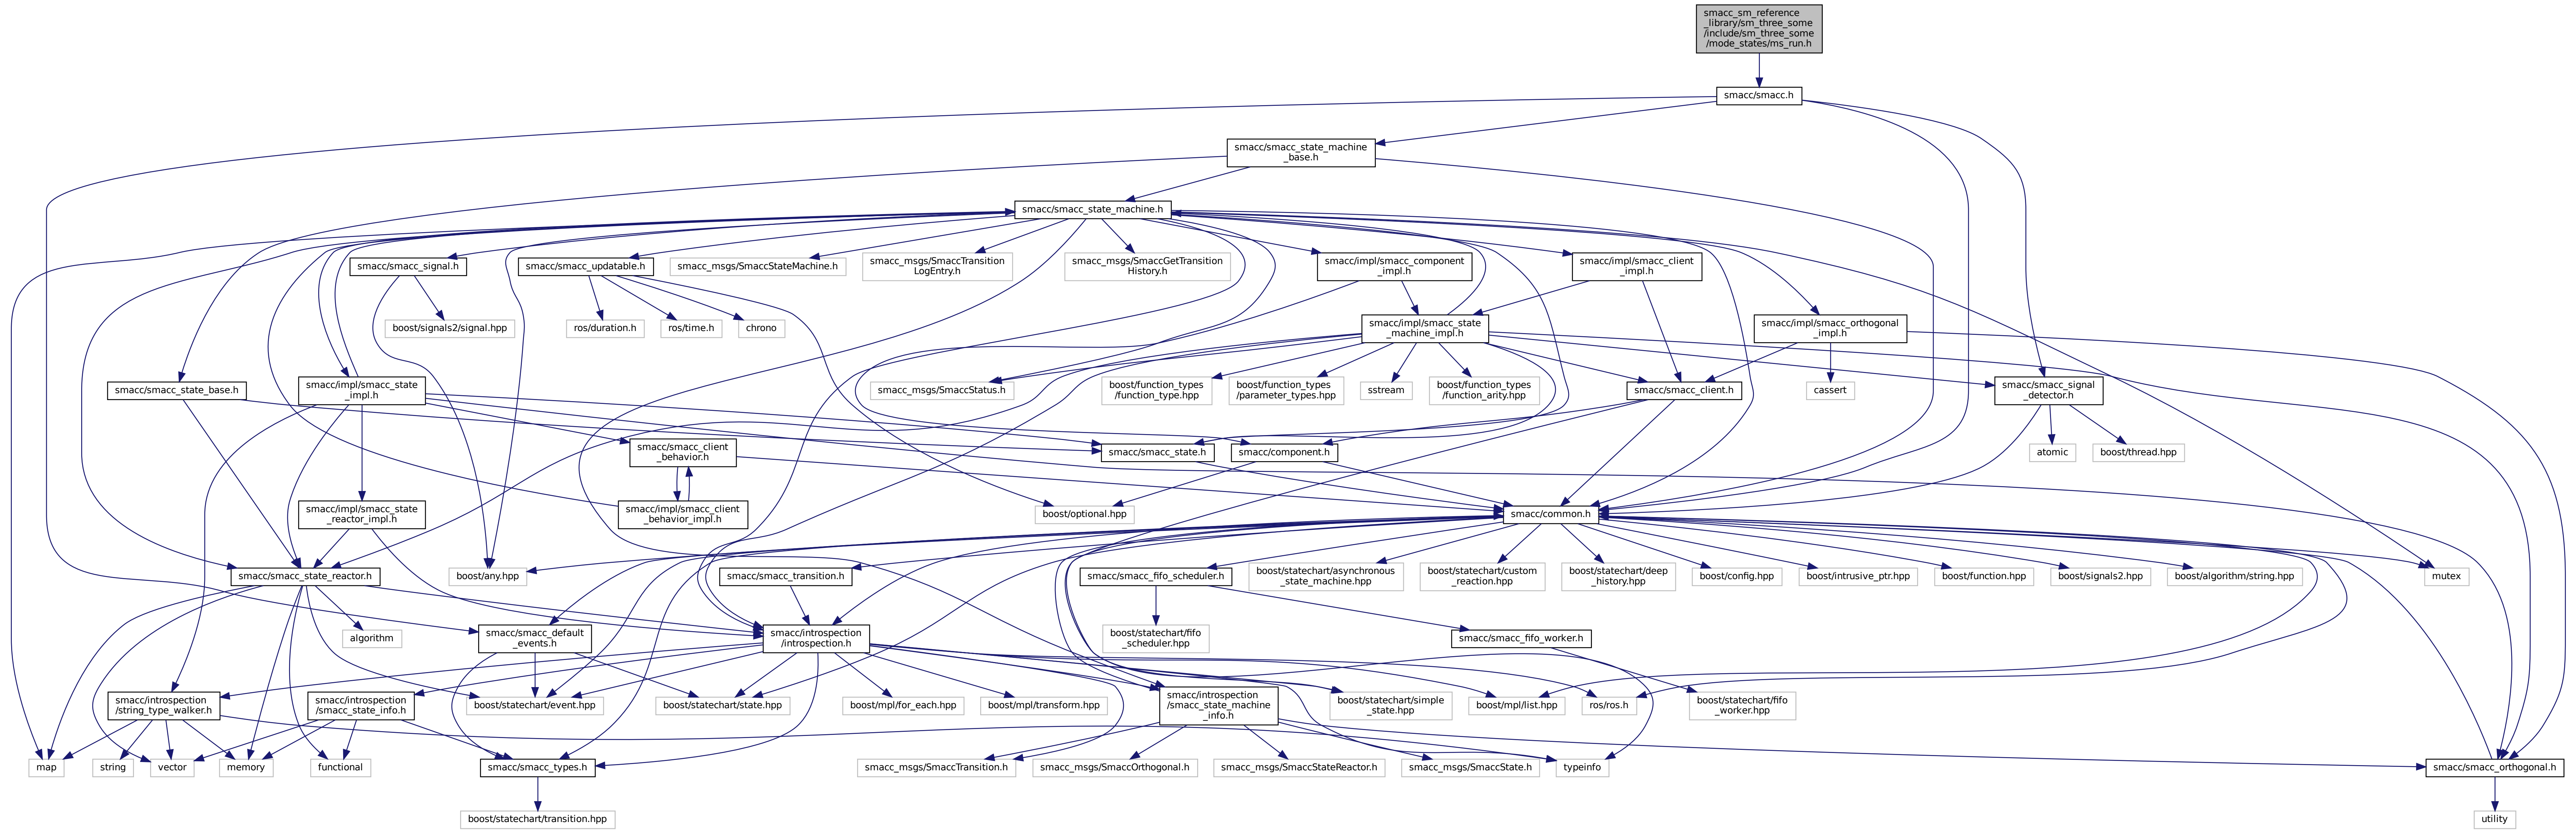 smacc_sm_reference
_library/sm_three_some
/include/sm_three_some
/mode_states/ms_run.h
smacc/smacc.h
smacc/smacc_state_machine
_base.h
smacc/smacc_state_machine.h
smacc/smacc_signal.h
smacc/smacc_updatable.h
smacc_msgs/SmaccStateMachine.h
smacc_msgs/SmaccTransition
LogEntry.h
smacc_msgs/SmaccGetTransition
History.h
smacc/impl/smacc_component
_impl.h
smacc/impl/smacc_client
_impl.h
boost/signals2/signal.hpp
ros/duration.h
ros/time.h
chrono
smacc/impl/smacc_state
_machine_impl.h
smacc/impl/smacc_orthogonal
_impl.h
smacc/smacc_state_base.h
smacc/impl/smacc_state
_impl.h
smacc_msgs/SmaccStatus.h
boost/function_types
/function_type.hpp
boost/function_types
/parameter_types.hpp
sstream
boost/function_types
/function_arity.hpp
smacc/smacc_client.h
cassert
smacc/smacc_signal
_detector.h
smacc/smacc_client
_behavior.h
smacc/smacc_state.h
smacc/component.h
atomic
boost/thread.hpp
smacc/impl/smacc_state
_reactor_impl.h
smacc/impl/smacc_client
_behavior_impl.h
boost/optional.hpp
smacc/common.h
smacc/smacc_state_reactor.h
boost/any.hpp
smacc/smacc_transition.h
smacc/smacc_fifo_scheduler.h
boost/statechart/asynchronous
_state_machine.hpp
boost/statechart/custom
_reaction.hpp
boost/statechart/deep
_history.hpp
boost/config.hpp
boost/intrusive_ptr.hpp
boost/function.hpp
boost/signals2.hpp
boost/algorithm/string.hpp
mutex
algorithm
smacc/smacc_default
_events.h
smacc/introspection
/introspection.h
boost/statechart/fifo
_scheduler.hpp
smacc/smacc_fifo_worker.h
smacc/introspection
/string_type_walker.h
smacc/introspection
/smacc_state_info.h
boost/statechart/event.hpp
boost/statechart/state.hpp
boost/mpl/for_each.hpp
boost/mpl/transform.hpp
smacc/introspection
/smacc_state_machine
_info.h
boost/statechart/simple
_state.hpp
boost/mpl/list.hpp
ros/ros.h
boost/statechart/fifo
_worker.hpp
map
string
vector
memory
functional
smacc/smacc_types.h
smacc_msgs/SmaccTransition.h
smacc_msgs/SmaccOrthogonal.h
smacc_msgs/SmaccStateReactor.h
smacc_msgs/SmaccState.h
typeinfo
smacc/smacc_orthogonal.h
boost/statechart/transition.hpp
utility